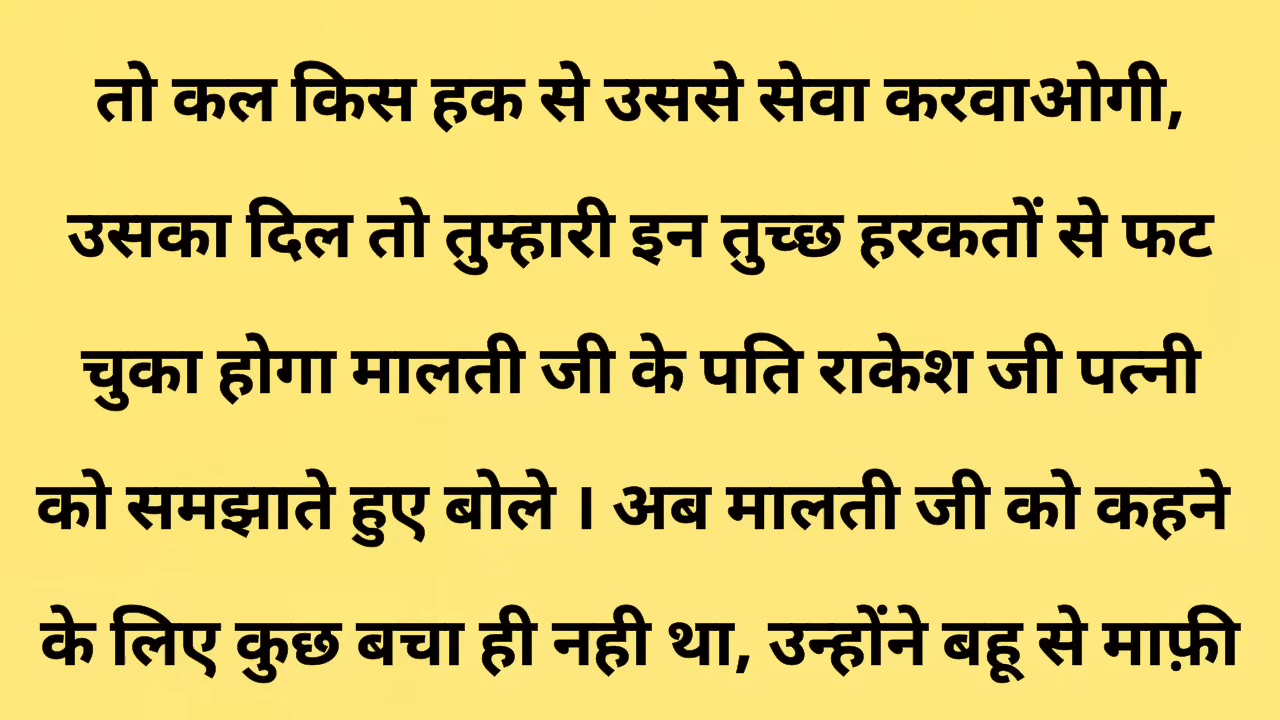 तो कल किस हक से उससे सेवा करवाओगी,
उसका दिल तो तुम्हारी इन तुच्छ हरकतों से फट
चुका होगा मालती जी के पति राकेश जी पत्नी
को समझाते हुए बोले । अब मालती जी को कहने
के लिए कुछ बचा ही नही था, उन्होंने बहू से माफ़ी